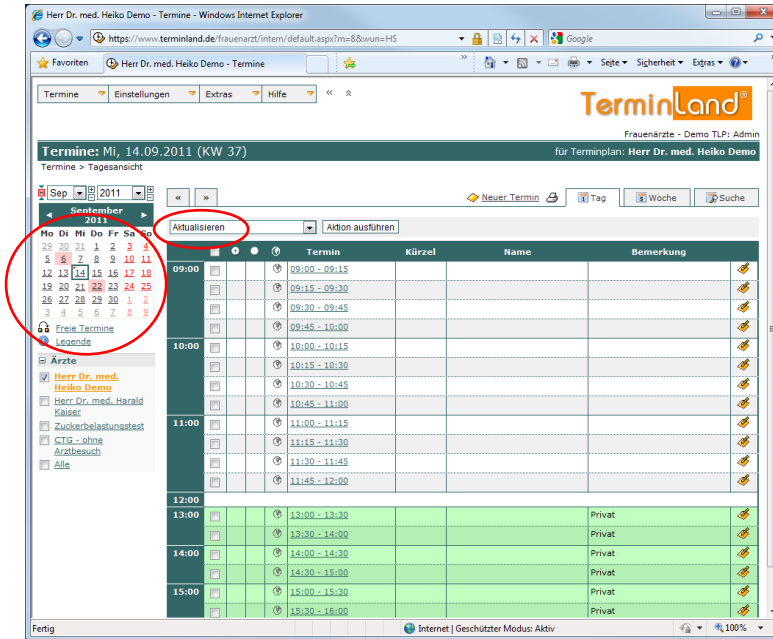 Herr Dr. med. Heiko Demo - Termine - Windows Internet Explorer
https://www.terminland.de/frauenarzt/intern/default.aspx?m=8&wun=HS
Google
Favoriten Herr Dr. med. Heiko Demo - Termine
Seite Sicherheit Extras
Termine Einstellungen Extras Hilfe « ^
TerminLand®
Frauenärzte - Demo TLP: Admin
Termine: Mi, 14.09.2011 (KW 37) für Terminplan: Herr Dr. med. Heiko Demo
Termine > Tagesansicht
Sep 2011 « » Neuer Termin Tag Woche Suche
September
2011
Aktualisieren Aktion ausführen
Mo Di Mi Do Fr Sa So
29 30 31 1 2 3 4
5 6 7 8 9 10 11
12 13 14 15 16 17 18
19 20 21 22 23 24 25
26 27 28 29 30 1 2
3 4 5 6 7 8 9
Freie Termine
Legende
Ärzte
Herr Dr. med.
Heiko Demo
Herr Dr. med. Harald
Kaiser
Zuckerbelastungstest
CTG - ohne
Arztbesuch
Alle
Termin Kürzel Name Bemerkung
09:00 09:00 - 09:15
09:15 - 09:30
09:30 - 09:45
09:45 - 10:00
10:00 10:00 - 10:15
10:15 - 10:30
10:30 - 10:45
10:45 - 11:00
11:00 11:00 - 11:15
11:15 - 11:30
11:30 - 11:45
11:45 - 12:00
12:00
13:00 13:00 - 13:30 Privat
13:30 - 14:00 Privat
14:00 14:00 - 14:30 Privat
14:30 - 15:00 Privat
15:00 15:00 - 15:30 Privat
15:30 - 16:00 Privat
Fertig Internet | Geschützter Modus: Aktiv 100%